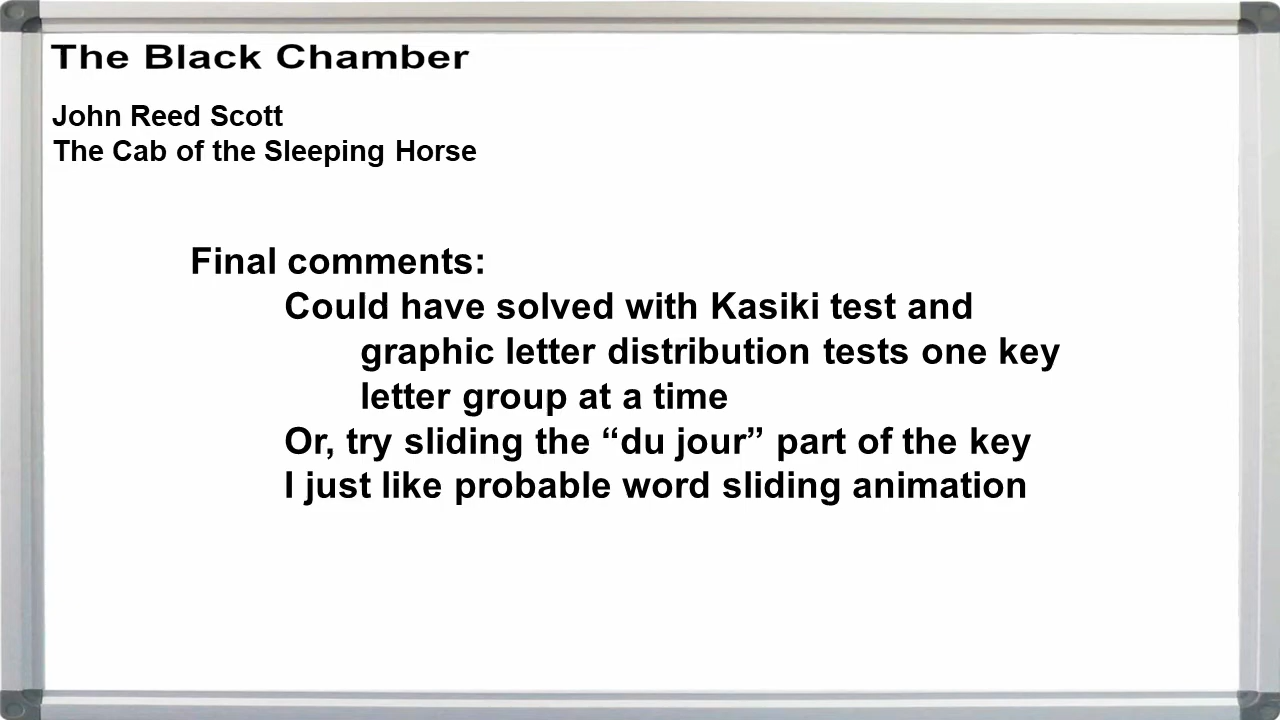 The Black Chamber
John Reed Scott
The Cab of the Sleeping Horse
Final comments:
Could have solved with Kasiki test and
graphic letter distribution tests one key
letter group at a time
Or, try sliding the “du jour” part of the key
I just like probable word sliding animation